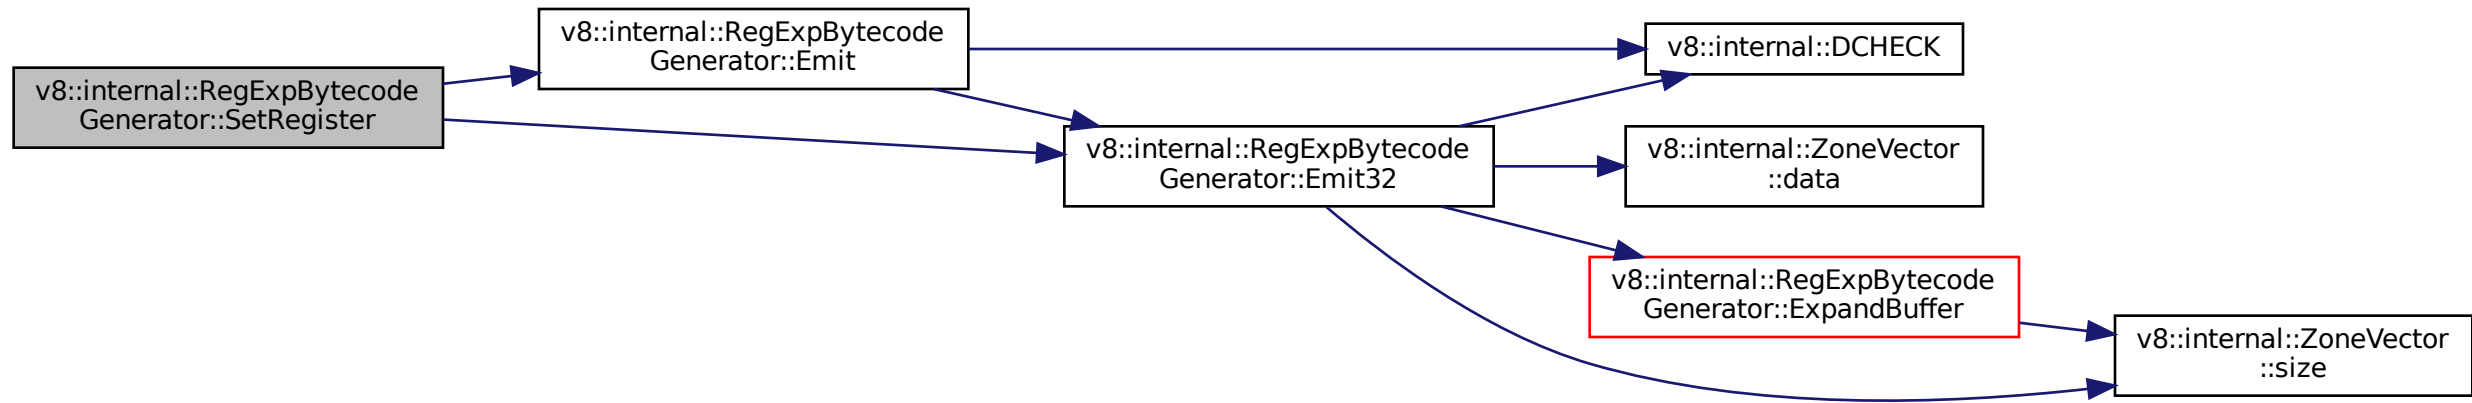 v8::internal::RegExpBytecode
Generator::SetRegister
v8::internal::RegExpBytecode
Generator::Emit
v8::internal::DCHECK
v8::internal::RegExpBytecode
Generator::Emit32
v8::internal::ZoneVector
::data
v8::internal::RegExpBytecode
Generator::ExpandBuffer
v8::internal::ZoneVector
::size